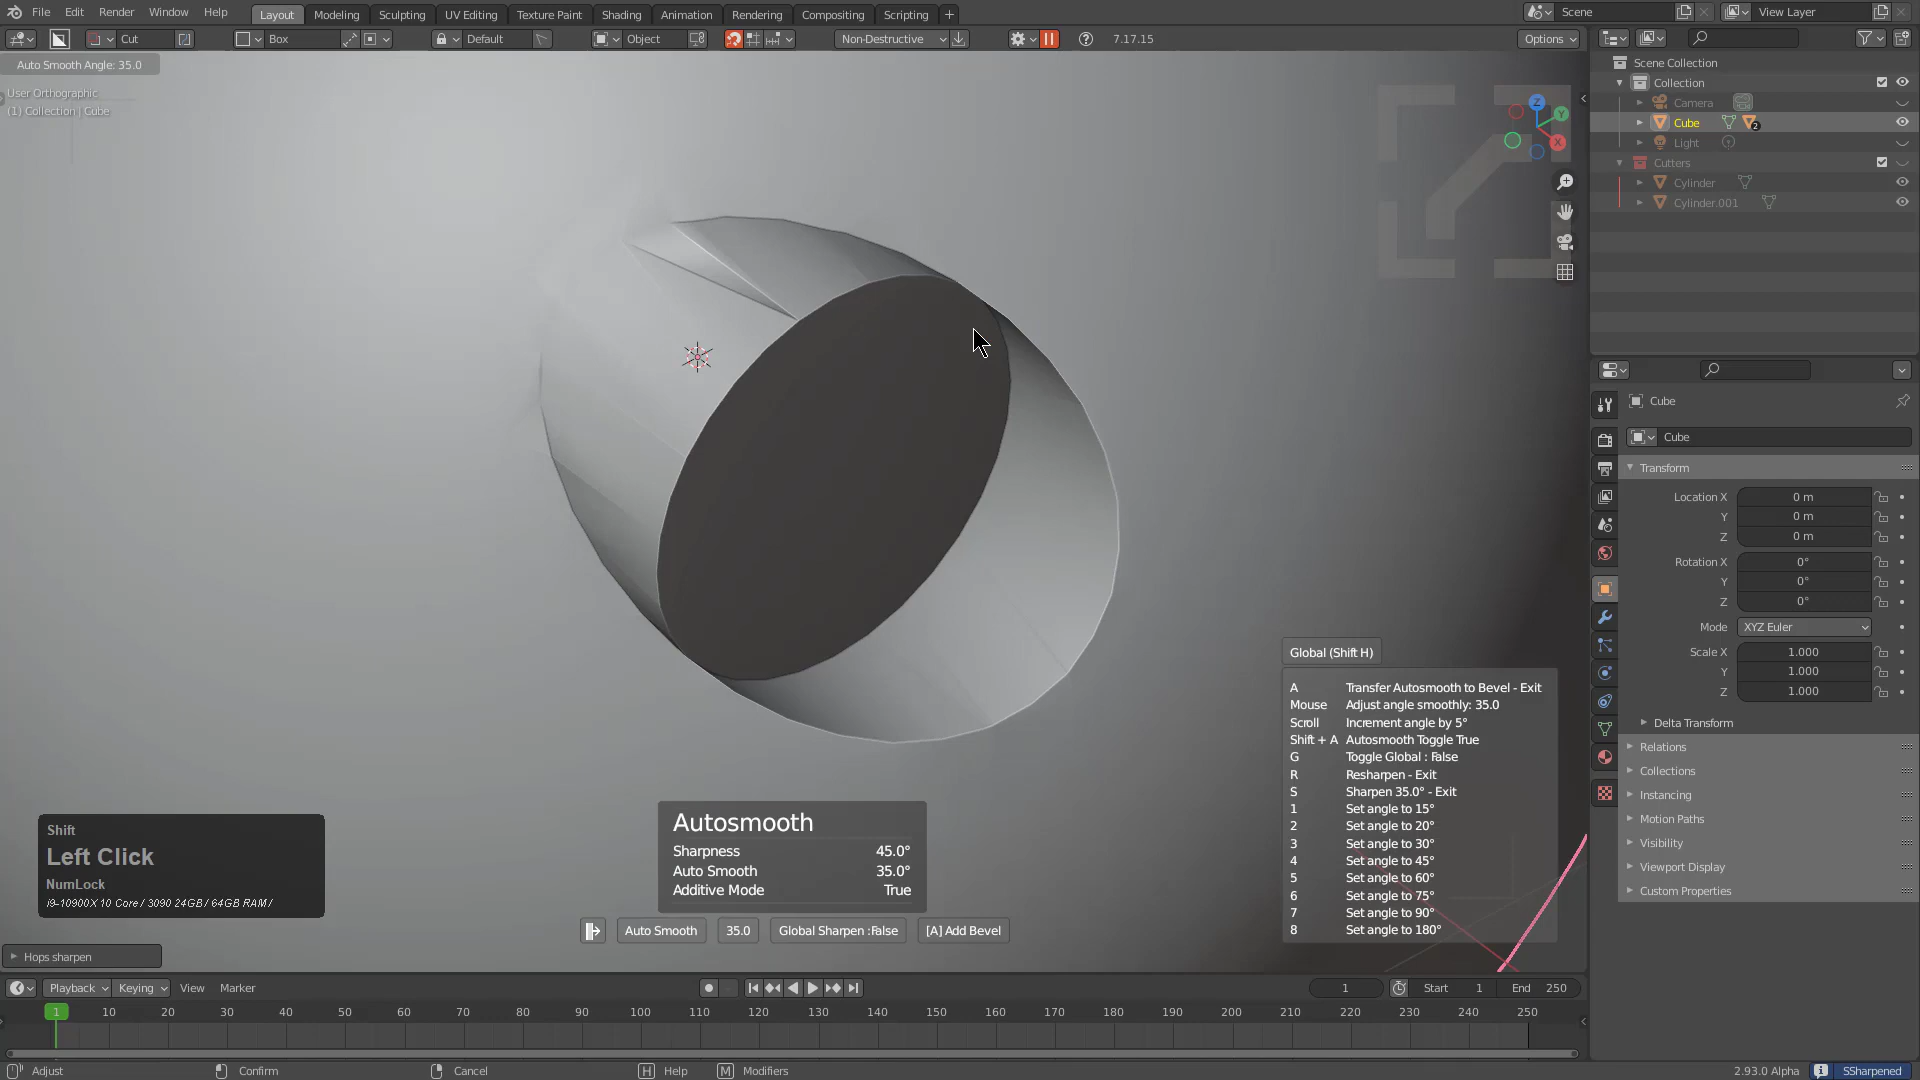 File Edit Render Window Help Layout Modeling Sculpting UV Editing Texture Paint Shading Animation Rendering Compositing Scripting + Scene View Layer
Cut Box Default Object Non-Destructive 7.17.15 Options
Auto Smooth Angle: 35.0
User Orthographic
(1) Collection | Cube
Z
Y
X
Scene Collection
Collection
Camera
Cube 2
Light
Cutters
Cylinder
Cylinder.001
Cube
Cube
Transform
Location X 0 m
Y 0 m
Z 0 m
Rotation X 0°
Y 0°
Z 0°
Mode XYZ Euler
Scale X 1.000
Y 1.000
Z 1.000
Delta Transform
Relations
Collections
Instancing
Motion Paths
Visibility
Viewport Display
Custom Properties
Global (Shift H)
A Transfer Autosmooth to Bevel - Exit
Mouse Adjust angle smoothly: 35.0
Scroll Increment angle by 5°
Shift + A Autosmooth Toggle True
G Toggle Global : False
R Resharpen - Exit
S Sharpen 35.0° - Exit
1 Set angle to 15°
2 Set angle to 20°
3 Set angle to 30°
4 Set angle to 45°
5 Set angle to 60°
6 Set angle to 75°
7 Set angle to 90°
8 Set angle to 180°
Autosmooth
Sharpness 45.0°
Auto Smooth 35.0°
Additive Mode True
Auto Smooth 35.0 Global Sharpen :False [A] Add Bevel
Shift
Left Click
NumLock
i9-10900X 10 Core / 3090 24GB / 64GB RAM /
Hops sharpen
Playback Keying View Marker 1 Start 1 End 250
1 10 20 30 40 50 60 70 80 90 100 110 120 130 140 150 160 170 180 190 200 210 220 230 240 250
Adjust Confirm Cancel H Help M Modifiers 2.93.0 Alpha SSharpened